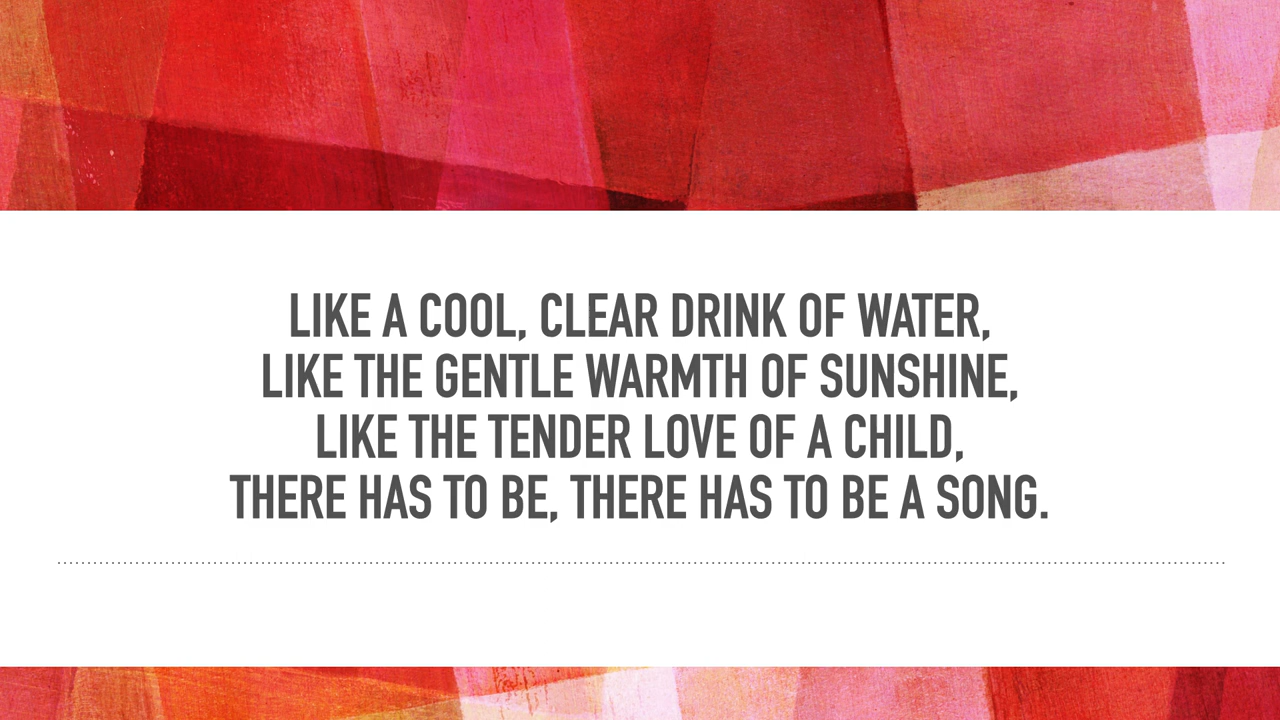 LIKE A COOL, CLEAR DRINK OF WATER,
LIKE THE GENTLE WARMTH OF SUNSHINE,
LIKE THE TENDER LOVE OF A CHILD,
THERE HAS TO BE, THERE HAS TO BE A SONG.